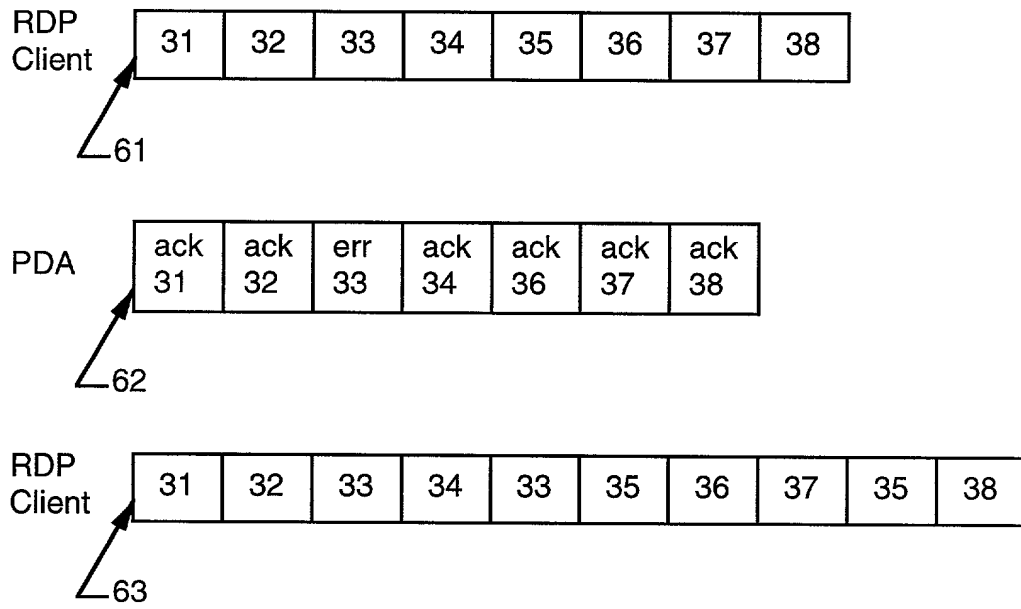 RDP
Client
31 32 33 34 35 36 37 38
61
PDA
ack ack err ack ack ack ack
31 32 33 34 36 37 38
62
RDP
Client
31 32 33 34 33 35 36 37 35 38
63